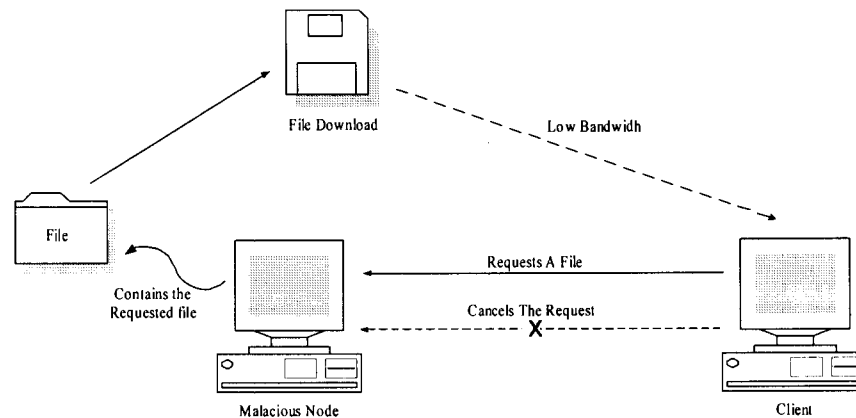 File Download
Low Bandwidh
File
Requests A File
Contains the
Requested file
Cancels The Request
X
Malacious Node
Client